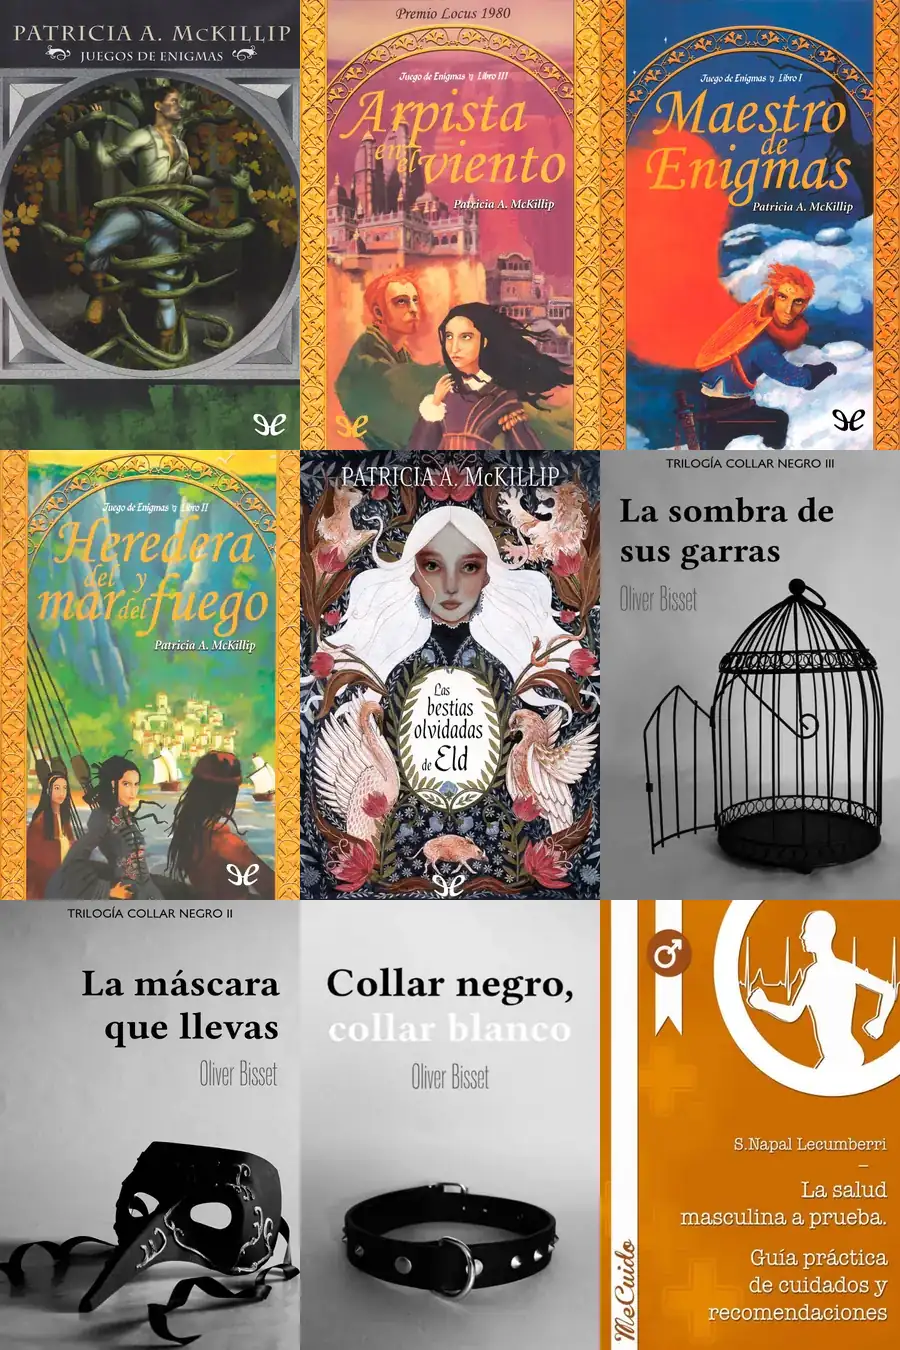 PATRICIA A. McKILLIP
JUEGOS DE ENIGMAS
Premio Locus 1980
Juego de Enigmas Libro III
Arpista
en el viento
Patricia A. McKillip
Juego de Enigmas Libro I
Maestro
de
Enigmas
Patricia A. McKillip
Juego de Enigmas Libro II
Heredera
del y
mar del fuego
Patricia A. McKillip
PATRICIA A. McKILLIP
Las
bestias
olvidadas
de Eld
TRILOGÍA COLLAR NEGRO III
La sombra de
sus garras
Oliver Bisset
TRILOGÍA COLLAR NEGRO II
La máscara
que llevas
Oliver Bisset
Collar negro,
collar blanco
Oliver Bisset
S.Napal Lecumberri
–
La salud
masculina a prueba.
Guía práctica
de cuidados y
recomendaciones
MeCuido